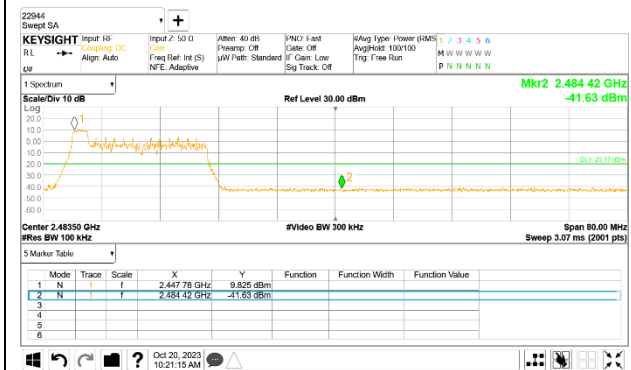 22944
Swept SA
KEYSIGHT Input: RF Input Z: 50 Ω Atten: 40 dB PNO: Fast #Avg Type: Power (RMS 1 2 3 4 5 6
RL Coupling: DC Corr Preamp: Off Gate: Off Avg|Hold: 100/100 M W W W W W
Align: Auto Freq Ref: Int (S) µW Path: Standard IF Gain: Low Trig: Free Run
NFE: Adaptive Sig Track: Off P N N N N N
1 Spectrum Mkr2 2.484 42 GHz
Scale/Div 10 dB Ref Level 30.00 dBm -41.63 dBm
Log
20.0
1
10.0
0.00
10.0
20.0 DL1 20.17 dBm
30.0
2
40.0
50.0
-60.0
Center 2.48350 GHz #Video BW 300 kHz Span 80.00 MHz
#Res BW 100 kHz Sweep 3.07 ms (2001 pts)
5 Marker Table
Mode Trace Scale X Y Function Function Width Function Value
1 N 1 f 2.447 78 GHz 9.825 dBm
2 N 1 f 2.484 42 GHz -41.63 dBm
3
4
5
6
? Oct 20, 2023
10:21:15 AM